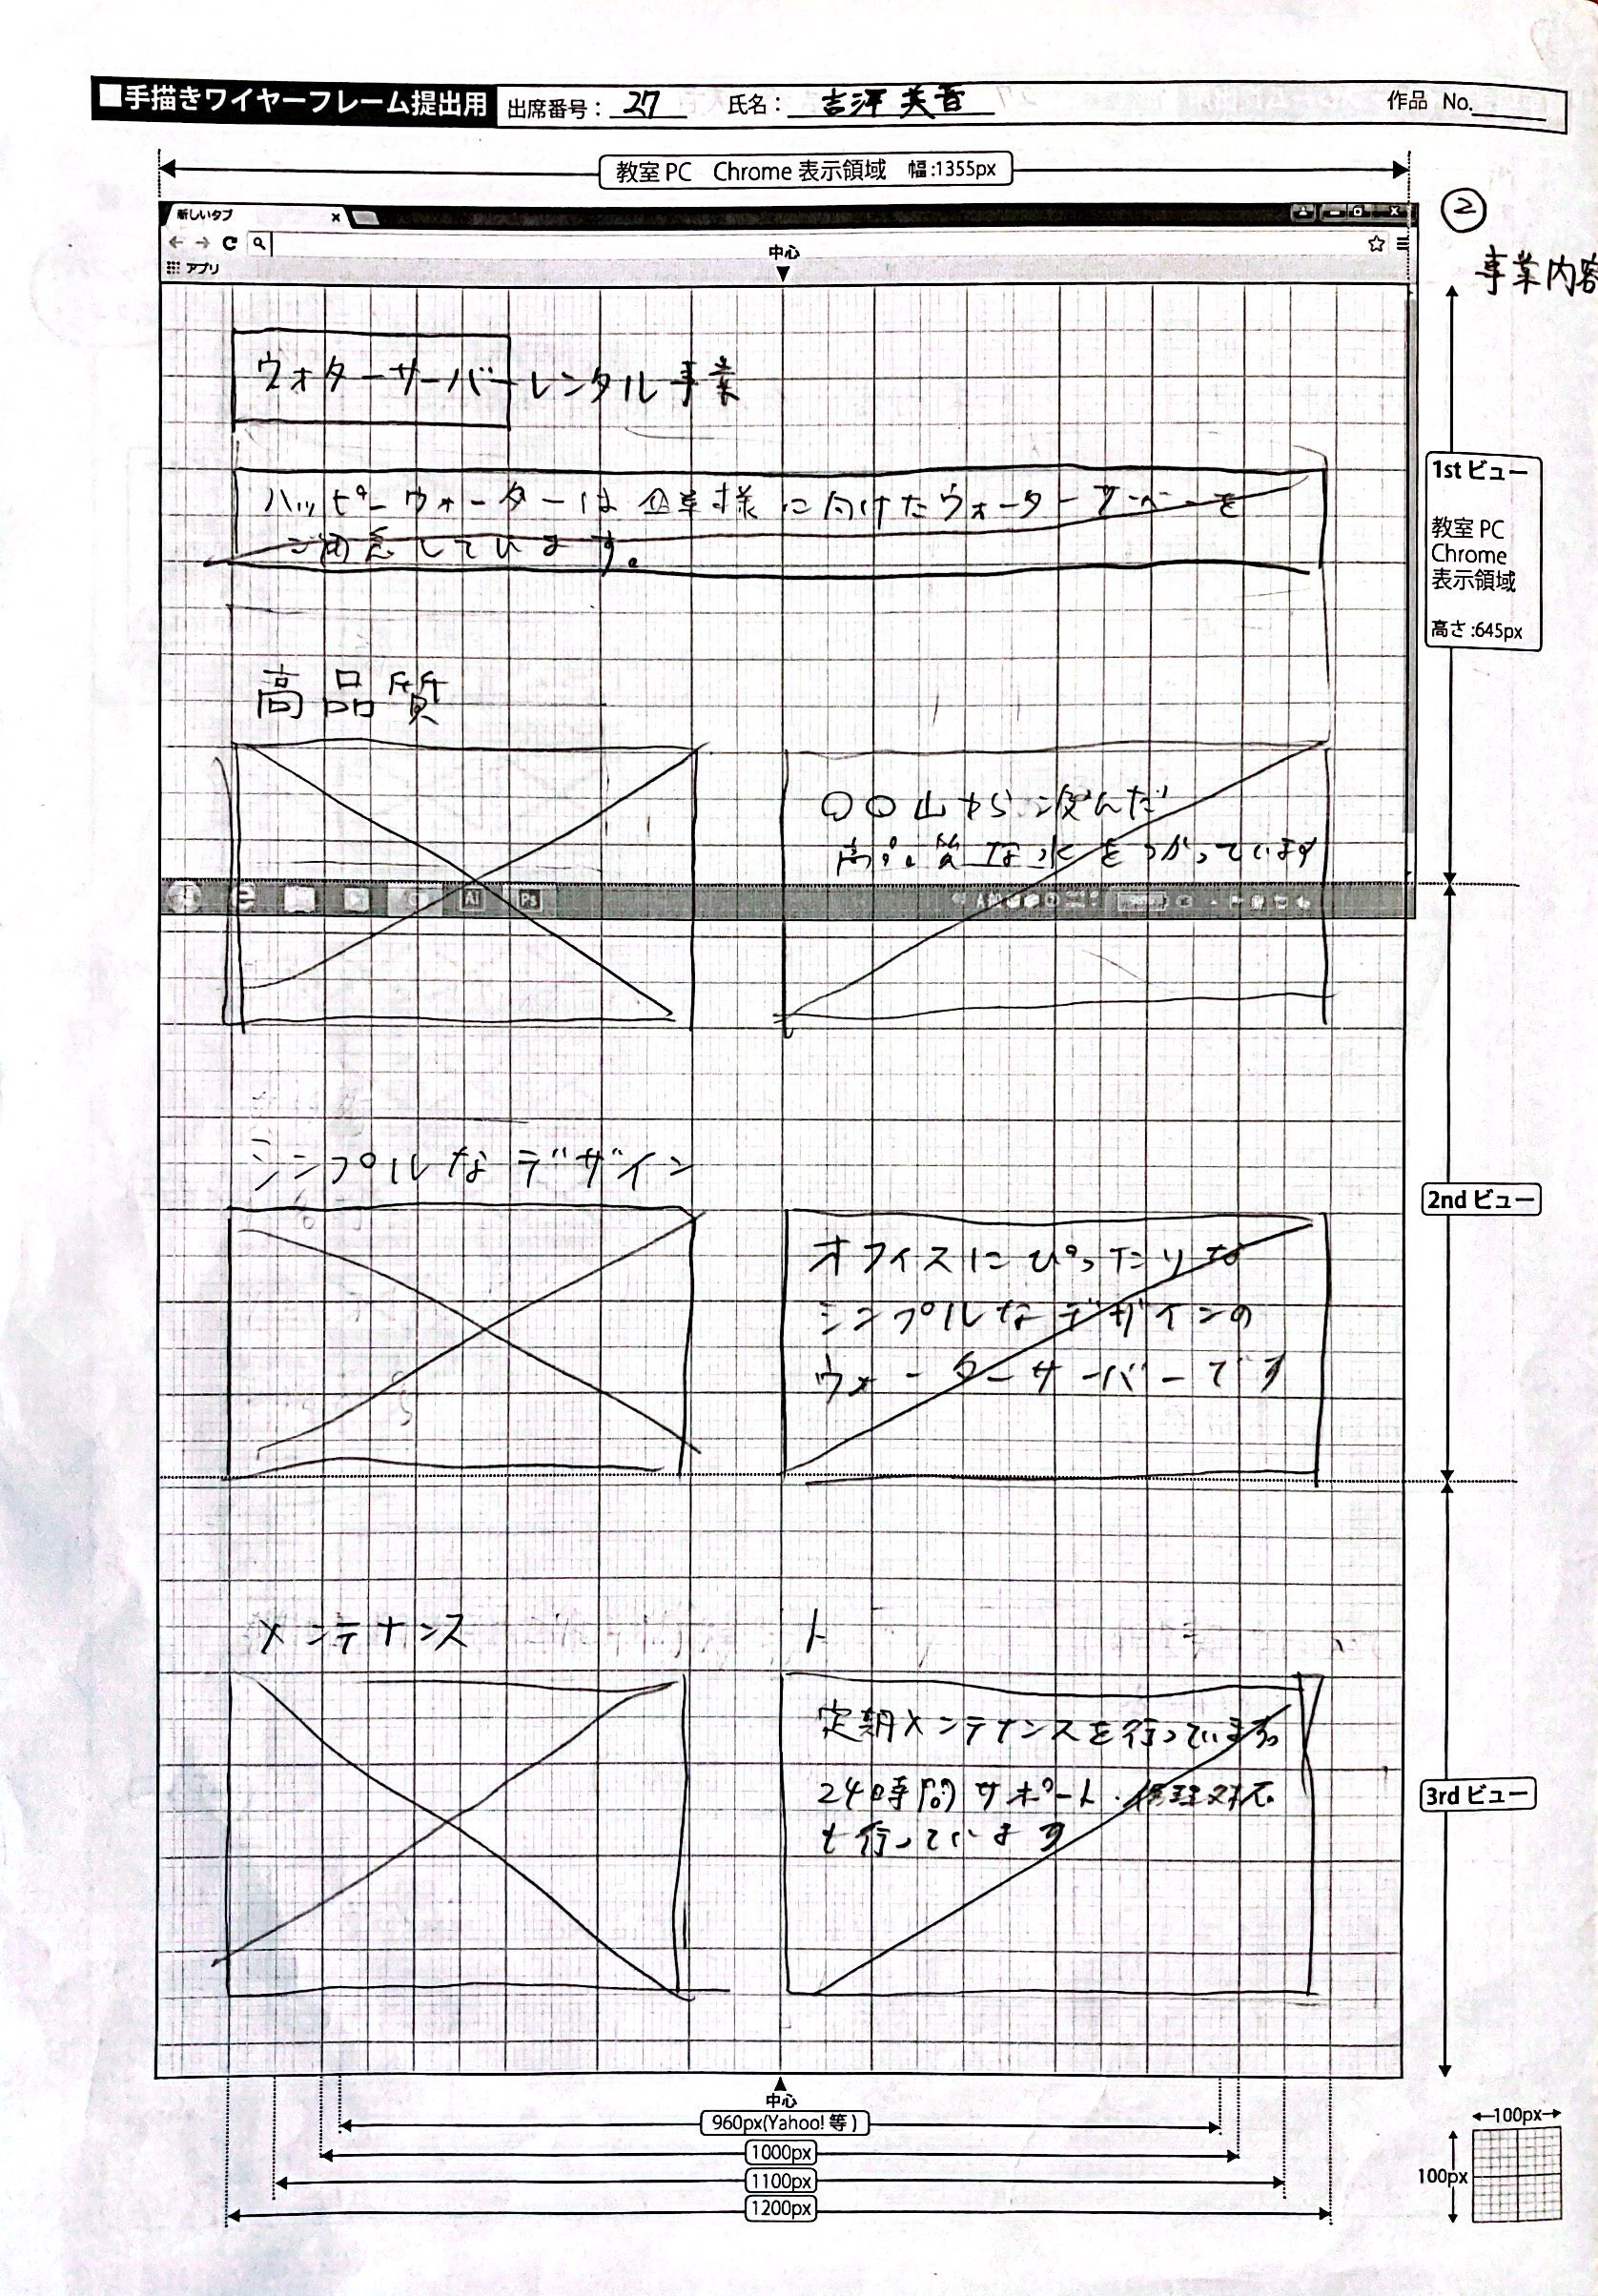 ■手描きワイヤーフレーム提出用 出席番号： 27 氏名： 吉澤 美音 作品 No.
教室 PC Chrome 表示領域 幅:1355px
②
事業内容
新しいタブ
アプリ
中心
ウォターサーバーレンタル事業
ハッピーウォーターは企業様に向けたウォーターサーバーを
ご用意しています。
1st ビュー
教室 PC
Chrome
表示領域
高さ:645px
高品質
〇〇山から汲んだ
高品質な水をつかっています
Ai Ps
シンプルなデザイン
オフィスにぴったりな
シンプルなデザインの
ウォーターサーバーです
2nd ビュー
メンテナンス
ト
定期メンテナンスを行っています。
24時間サポート・修理対応
も行っています
3rd ビュー
中心
960px(Yahoo! 等 )
1000px
1100px
1200px
100px
100px